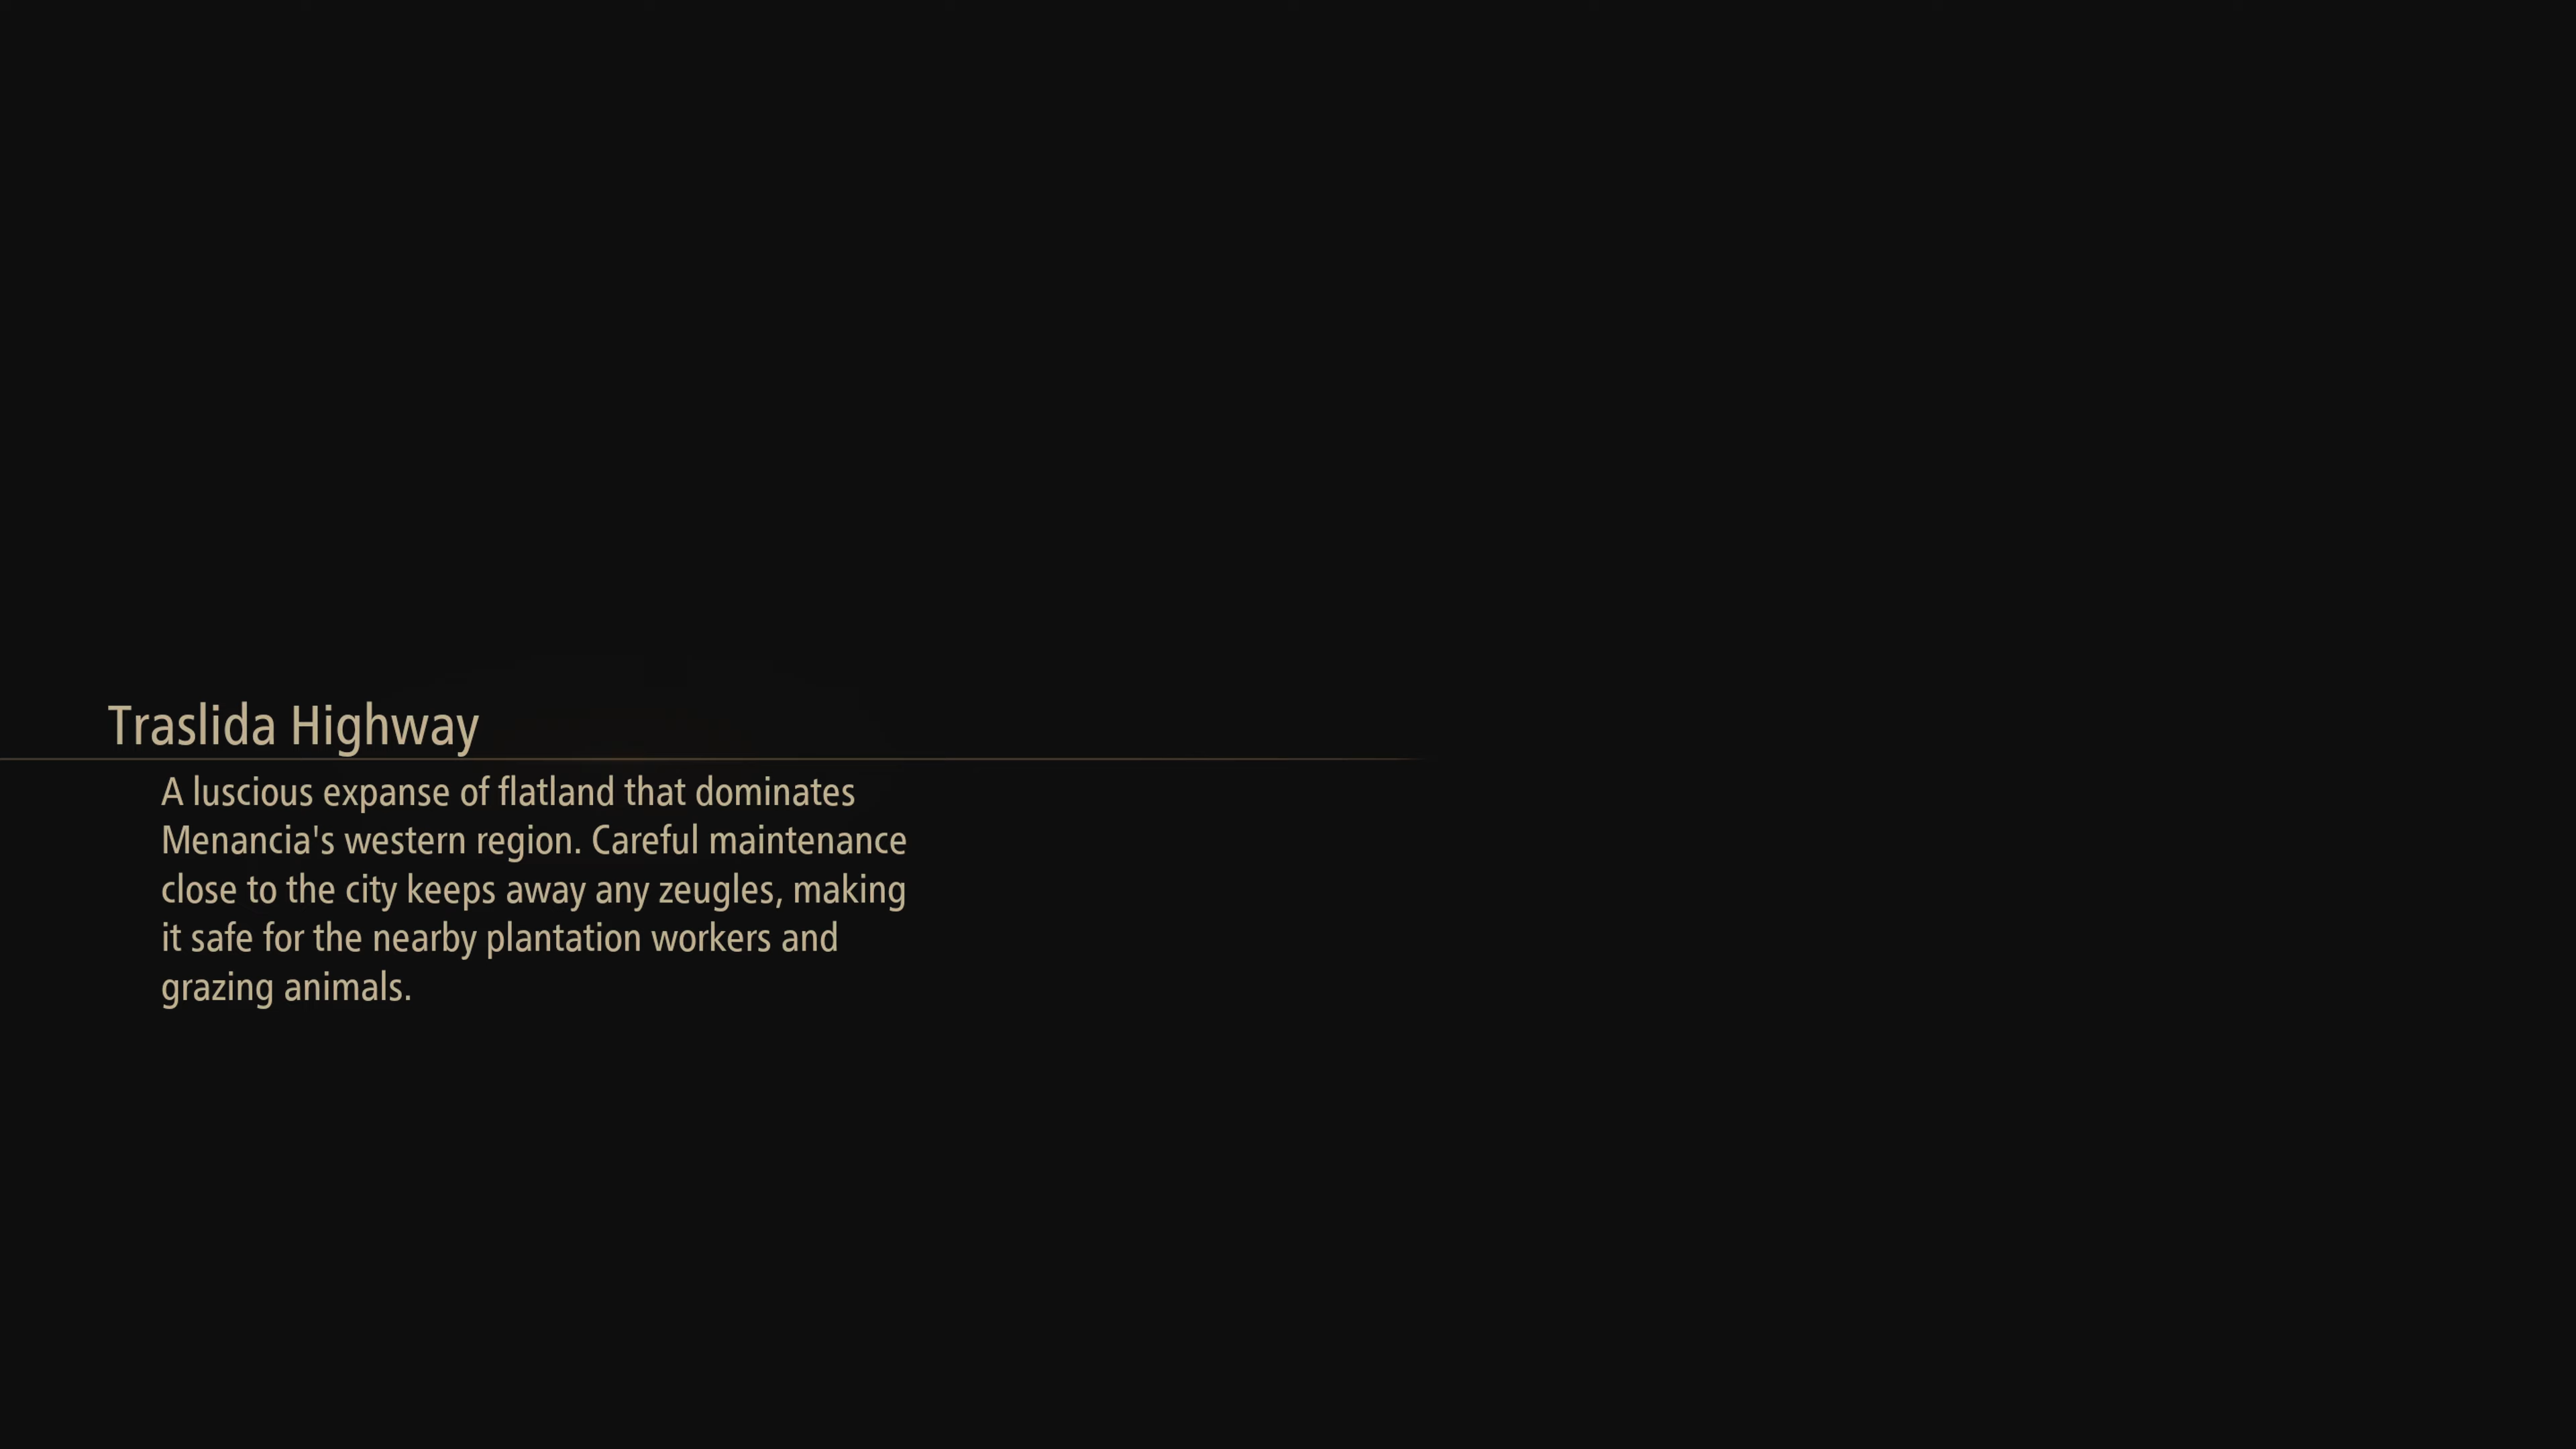 Traslida Highway
A luscious expanse of flatland that dominates
Menancia's western region. Careful maintenance
close to the city keeps away any zeugles, making
it safe for the nearby plantation workers and
grazing animals.